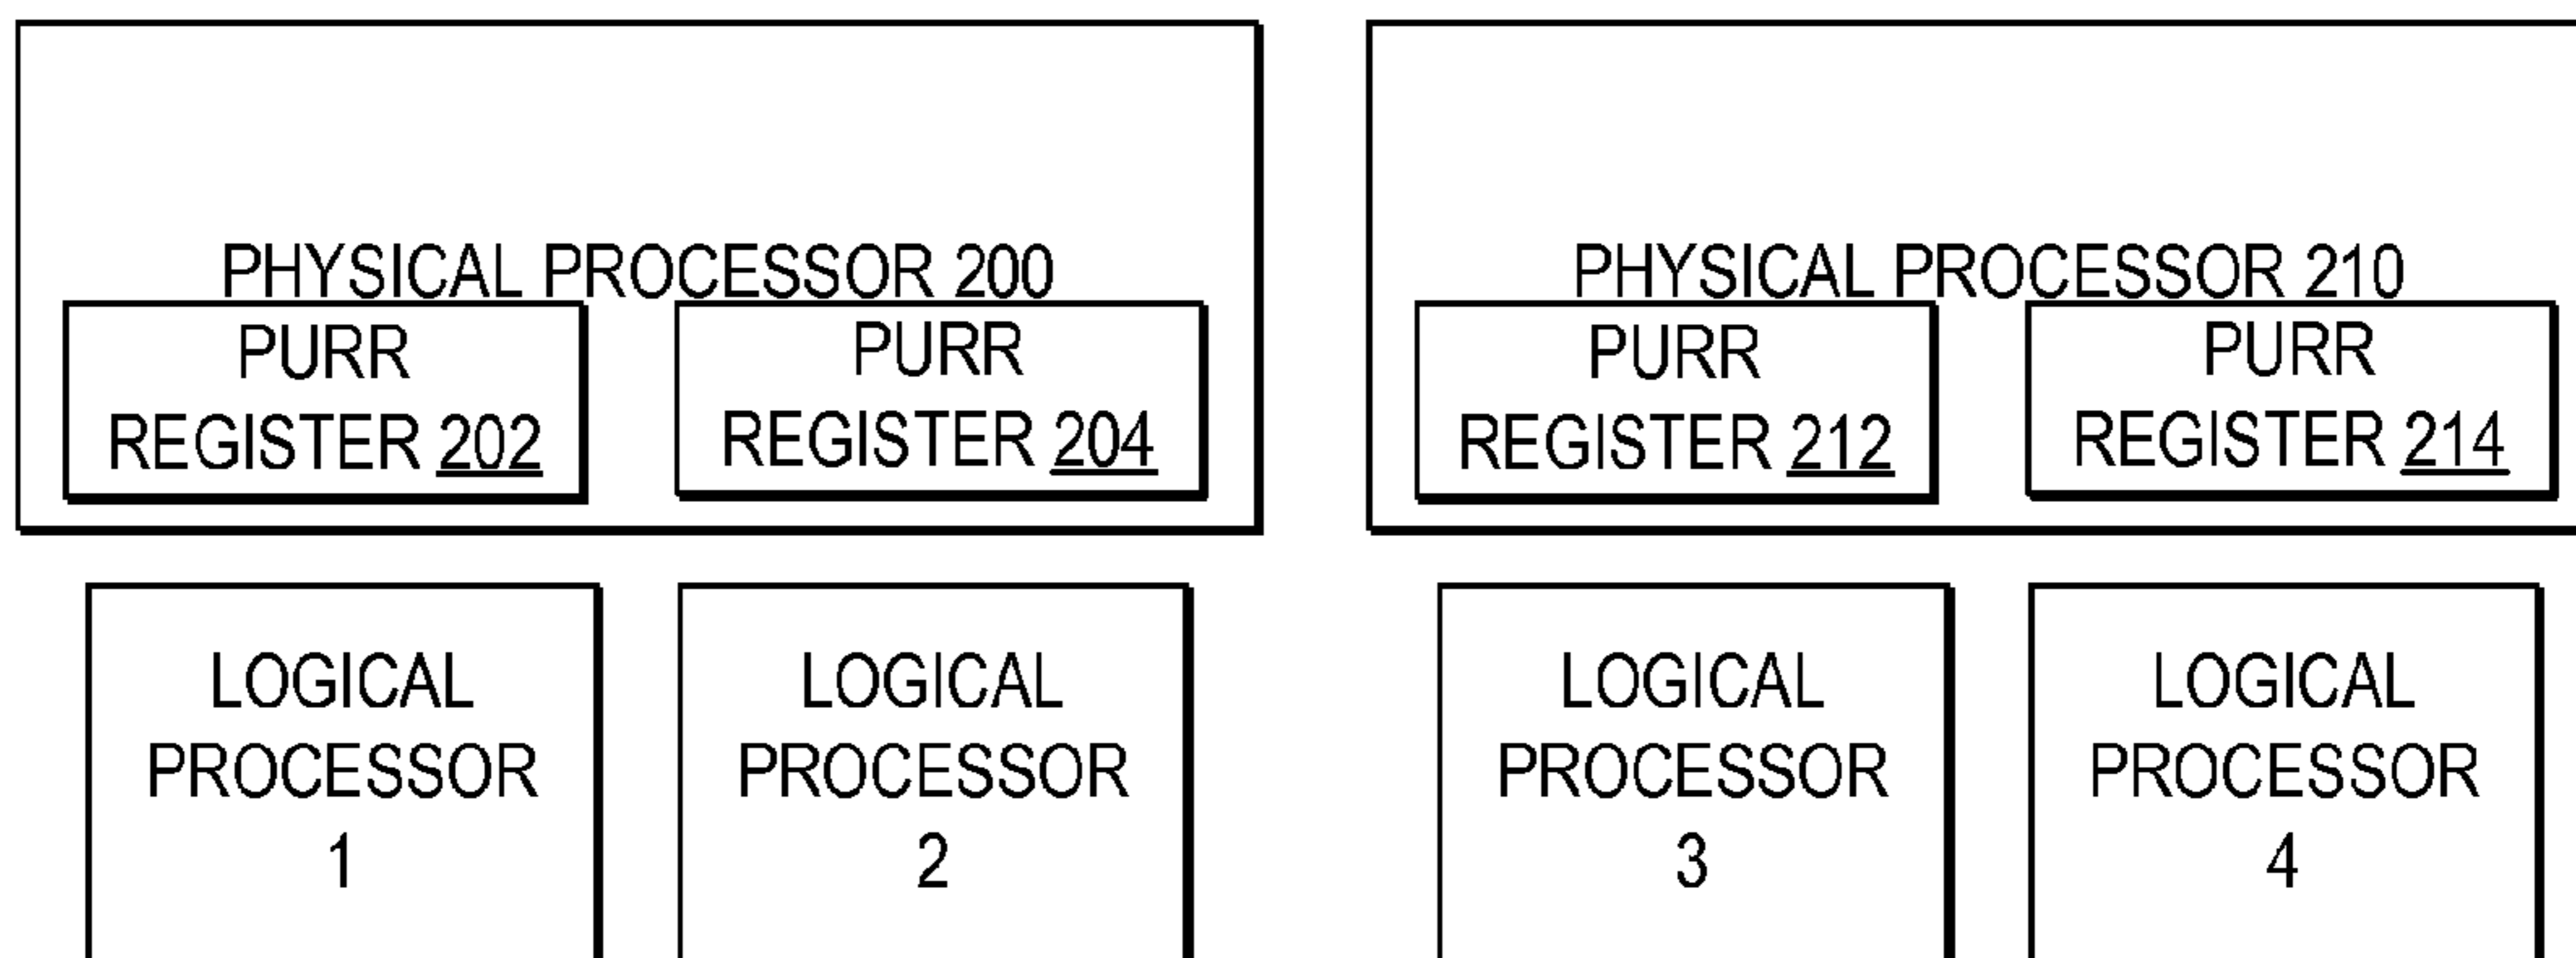 PHYSICAL PROCESSOR 200
PURR
REGISTER 202
PURR
REGISTER 204
PHYSICAL PROCESSOR 210
PURR
REGISTER 212
PURR
REGISTER 214
LOGICAL
PROCESSOR
1
LOGICAL
PROCESSOR
2
LOGICAL
PROCESSOR
3
LOGICAL
PROCESSOR
4